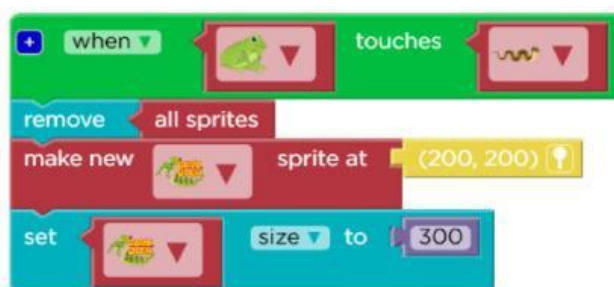 when touches
remove all sprites
make new sprite at (200, 200)
set size to 300